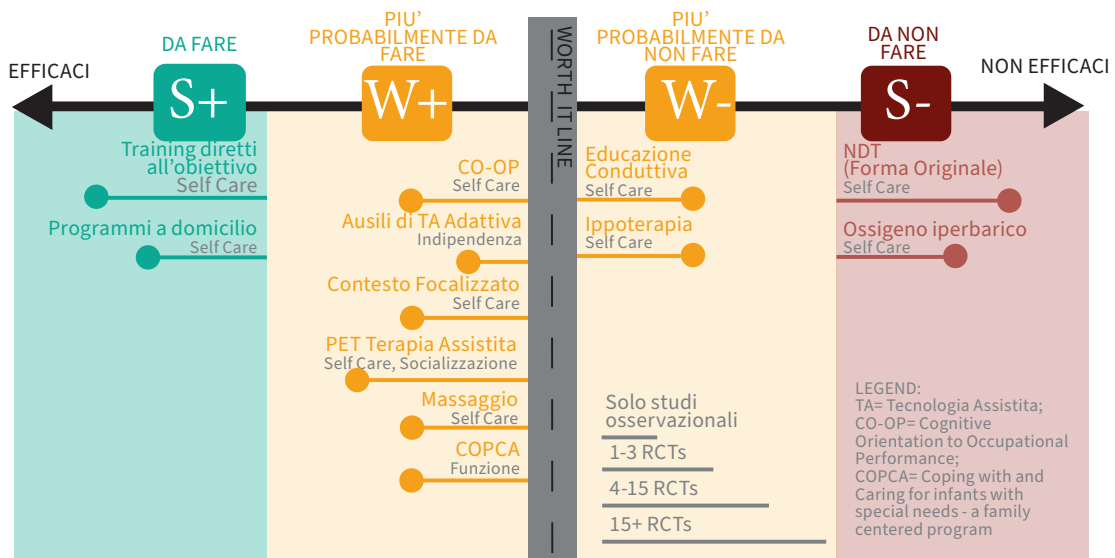 EFFICACI
DA FARE
S+
PIU’
PROBABILMENTE DA
FARE
W+
WORTH IT LINE
PIU’
PROBABILMENTE DA
NON FARE
W-
DA NON
FARE
S-
NON EFFICACI
Training diretti
all’obiettivo
Self Care
Programmi a domicilio
Self Care
CO-OP
Self Care
Ausili di TA Adattiva
Indipendenza
Contesto Focalizzato
Self Care
PET Terapia Assistita
Self Care, Socializzazione
Massaggio
Self Care
COPCA
Funzione
Educazione
Conduttiva
Self Care
Ippoterapia
Self Care
Solo studi
osservazionali
1-3 RCTs
4-15 RCTs
15+ RCTs
NDT
(Forma Originale)
Self Care
Ossigeno iperbarico
Self Care
LEGEND:
TA= Tecnologia Assistita;
CO-OP= Cognitive
Orientation to Occupational
Performance;
COPCA= Coping with and
Caring for infants with
special needs - a family
centered program